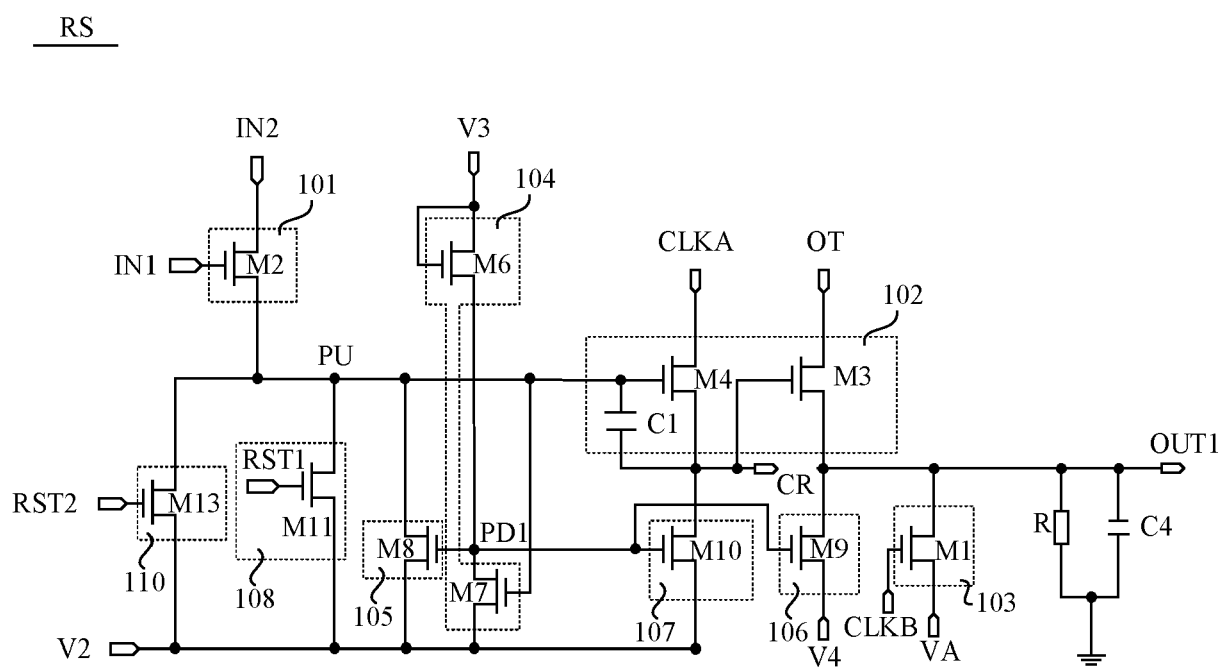 RS
IN2
V3
101
104
CLKA
OT
IN1
M2
M6
102
PU
M4
M3
C1
OUT1
RST1
CR
RST2
M13
M11
PD1
M8
M10
M9
M1
R
C4
M7
110
108
105
107
106
CLKB
103
V2
V4
VA